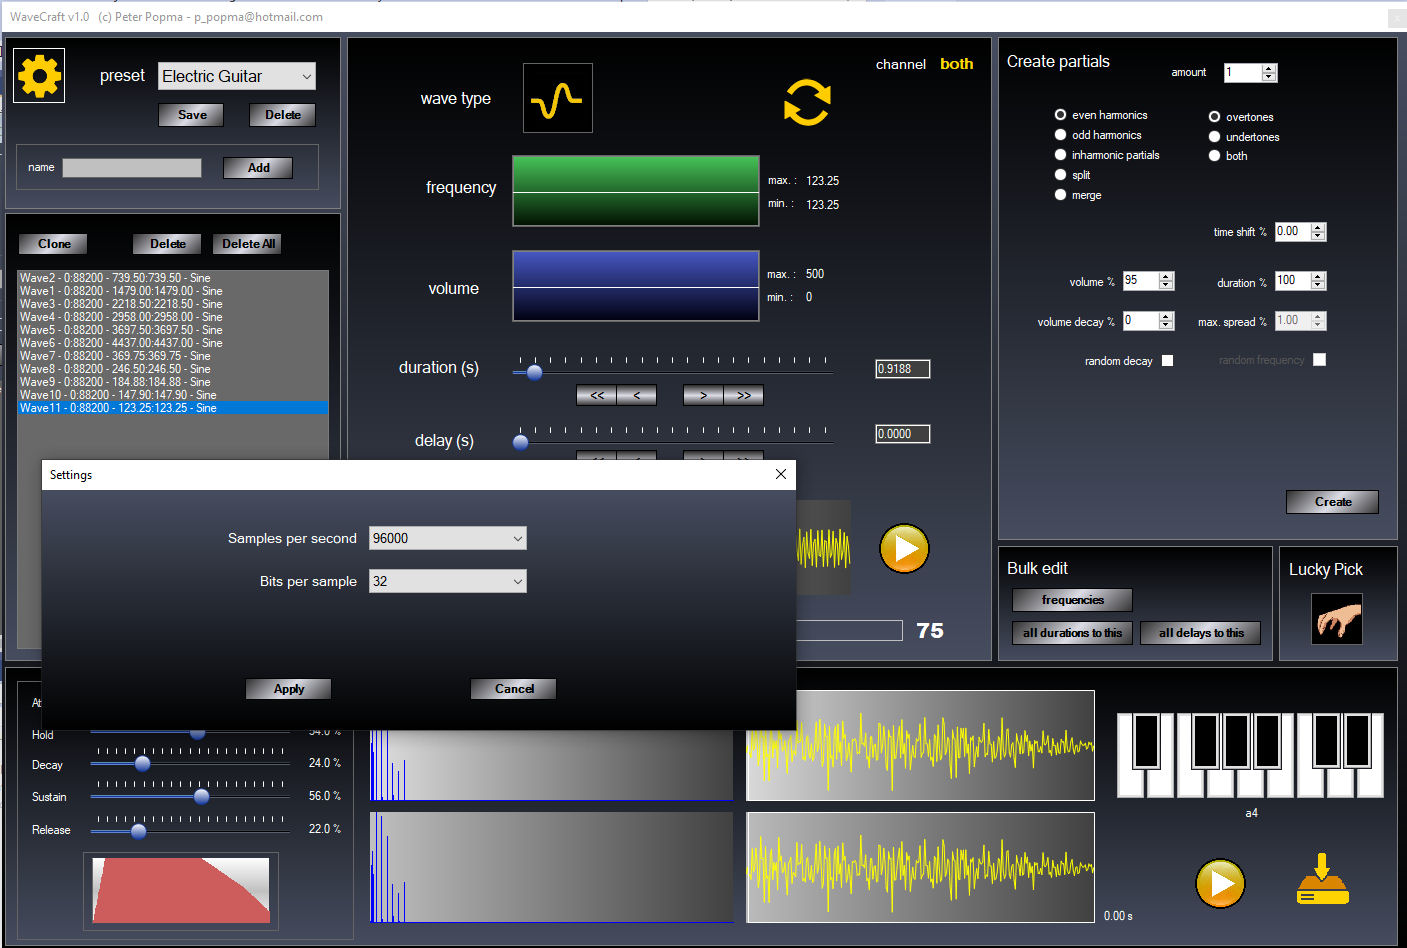 WaveCraft v1.0 (c) Peter Popma - p_popma@hotmail.com
preset Electric Guitar
Save Delete
name Add
Clone Delete Delete All
Wave2 - 0:88200 - 739.50:739.50 - Sine
Wave1 - 0:88200 - 1479.00:1479.00 - Sine
Wave3 - 0:88200 - 2218.50:2218.50 - Sine
Wave4 - 0:88200 - 2958.00:2958.00 - Sine
Wave5 - 0:88200 - 3697.50:3697.50 - Sine
Wave6 - 0:88200 - 4437.00:4437.00 - Sine
Wave7 - 0:88200 - 369.75:369.75 - Sine
Wave8 - 0:88200 - 246.50:246.50 - Sine
Wave9 - 0:88200 - 184.88:184.88 - Sine
Wave10 - 0:88200 - 147.90:147.90 - Sine
Wave11 - 0:88200 - 123.25:123.25 - Sine
channel both
wave type
frequency
max. : 123.25
min. : 123.25
volume
max. : 500
min. : 0
duration (s) 0.9188
<< < > >>
delay (s) 0.0000
75
Create partials
amount 1
even harmonics
odd harmonics
inharmonic partials
split
merge
overtones
undertones
both
time shift % 0.00
volume % 95 duration % 100
volume decay % 0 max. spread % 1.00
random decay random frequency
Create
Bulk edit
frequencies
all durations to this all delays to this
Lucky Pick
Settings
Samples per second 96000
Bits per sample 32
Apply Cancel
Hold 54.0 %
Decay 24.0 %
Sustain 56.0 %
Release 22.0 %
a4
0.00 s